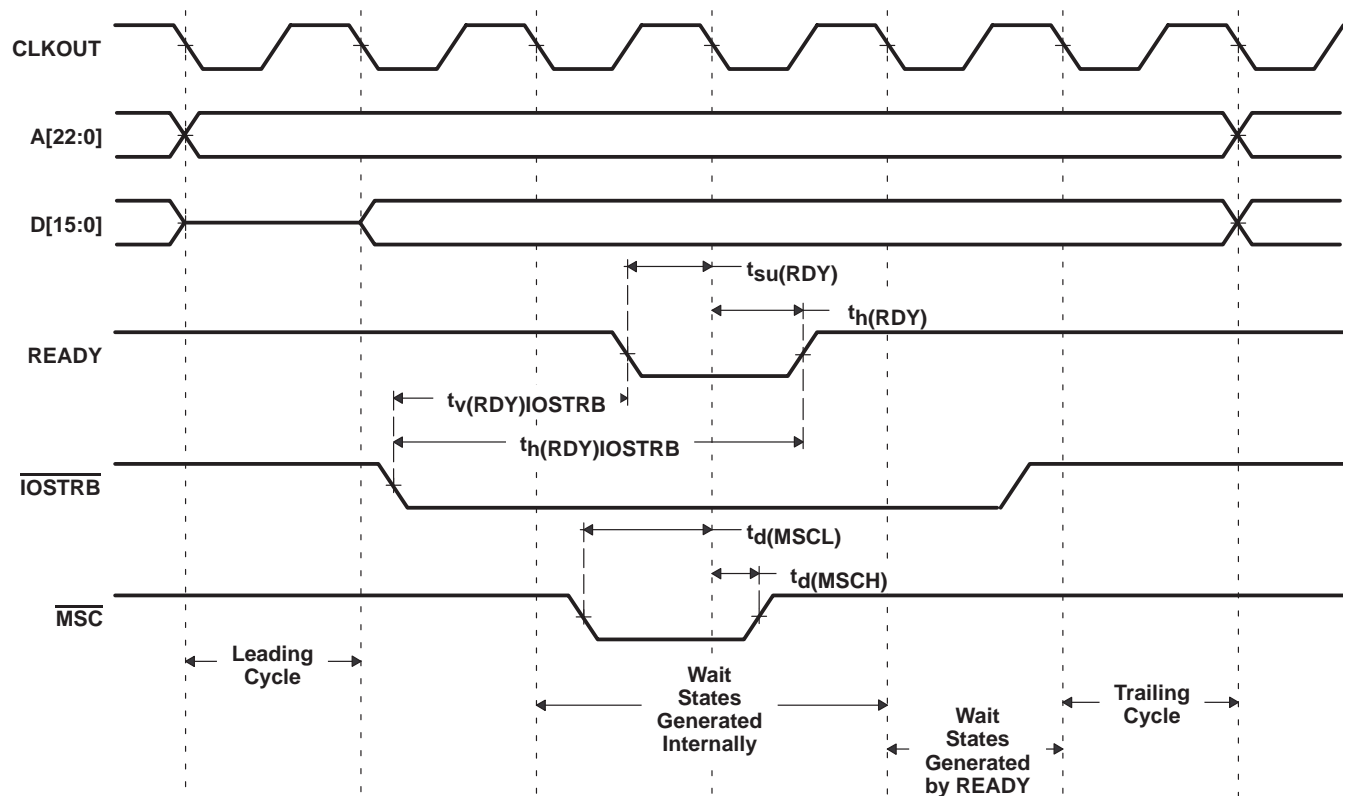 CLKOUT
A[22:0]
D[15:0]
tsu(RDY)
th(RDY)
READY
tv(RDY)IOSTRB
th(RDY)IOSTRB
IOSTRB
td(MSCL)
td(MSCH)
MSC
Leading
Cycle
Wait
States
Generated
Internally
Wait
States
Generated
by READY
Trailing
Cycle